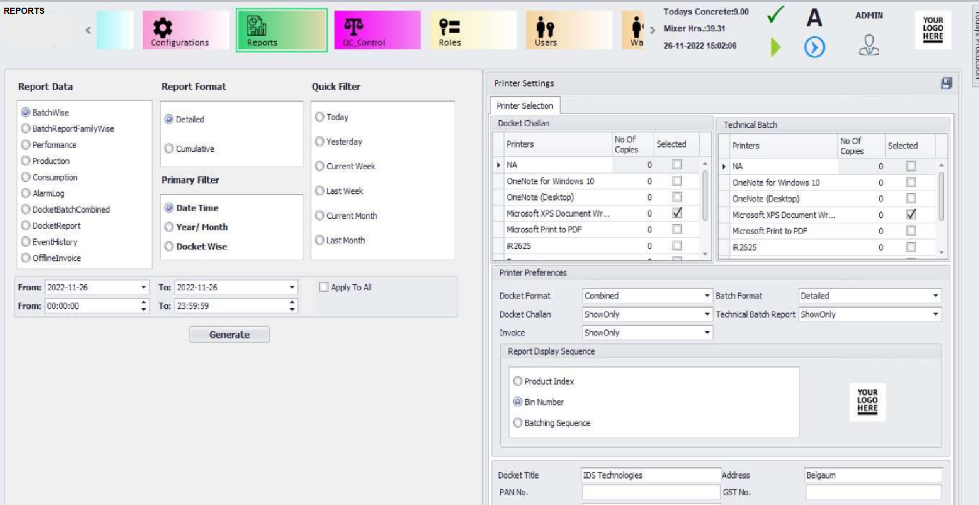 REPORTS
Configurations
Reports
QC_Control
Roles
Users
Wa
Todays Concrete:9.00
Mixer Hrs.:39.31
26-11-2022 15:02:06
A
ADMIN
YOUR
LOGO
HERE
Report Data
BatchWise
BatchReportFamilyWise
Performance
Production
Consumption
AlarmLog
DocketBatchCombined
DocketReport
EventHistory
OfflineInvoice
Report Format
Detailed
Cumulative
Primary Filter
Date Time
Year/ Month
Docket Wise
Quick Filter
Today
Yesterday
Current Week
Last Week
Current Month
Last Month
From: 2022-11-26 To: 2022-11-26 Apply To All
From: 00:00:00 To: 23:59:59
Generate
Printer Settings
Printer Selection
Docket Challan
Printers No Of Copies Selected
NA 0
OneNote for Windows 10 0
OneNote (Desktop) 0
Microsoft XPS Document Wr... 0
Microsoft Print to PDF 0
iR2625 0
Technical Batch
Printers No Of Copies Selected
NA 0
OneNote for Windows 10 0
OneNote (Desktop) 0
Microsoft XPS Document Wr... 0
Microsoft Print to PDF 0
iR2625 0
Printer Preferences
Docket Format Combined Batch Format Detailed
Docket Challan ShowOnly Technical Batch Report ShowOnly
Invoice ShowOnly
Report Display Sequence
Product Index
Bin Number
Batching Sequence
YOUR
LOGO
HERE
Docket Title IDS Technologies Address Belgaum
PAN No. GST No.